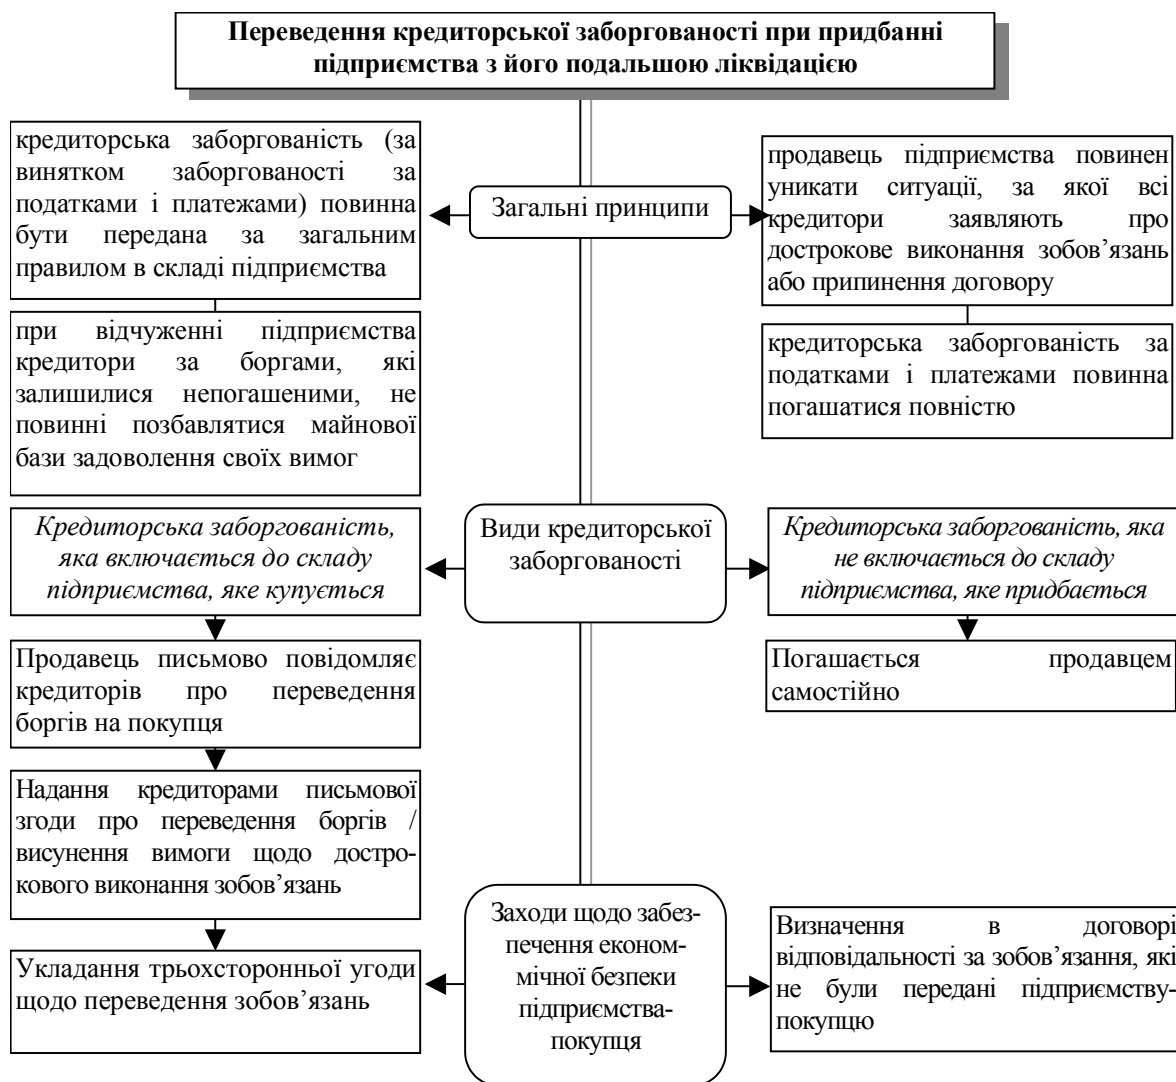 Переведення кредиторської заборгованості при придбанні
підприємства з його подальшою ліквідацією
кредиторська заборгованість (за
винятком заборгованості за
податками і платежами) повинна
бути передана за загальним
правилом в складі підприємства
Загальні принципи
продавець підприємства повинен
уникати ситуації, за якої всі
кредитори заявляють про
дострокове виконання зобов’язань
або припинення договору
при відчуженні підприємства
кредитори за боргами, які
залишилися непогашеними, не
повинні позбавлятися майнової
бази задоволення своїх вимог
кредиторська заборгованість за
податками і платежами повинна
погашатися повністю
Кредиторська заборгованість,
яка включається до складу
підприємства, яке купується
Види кредиторської
заборгованості
Кредиторська заборгованість, яка
не включається до складу
підприємства, яке придбається
Продавець письмово повідомляє
кредиторів про переведення
боргів на покупця
Погашається продавцем
самостійно
Надання кредиторами письмової
згоди про переведення боргів /
висунення вимоги щодо достро-
кового виконання зобов’язань
Укладання трьохсторонньої угоди
щодо переведення зобов’язань
Заходи щодо забез-
печення еконо-
мічної безпеки
підприємства-
покупця
Визначення в договорі
відповідальності за зобов’язання, які
не були передані підприємству-
покупцю